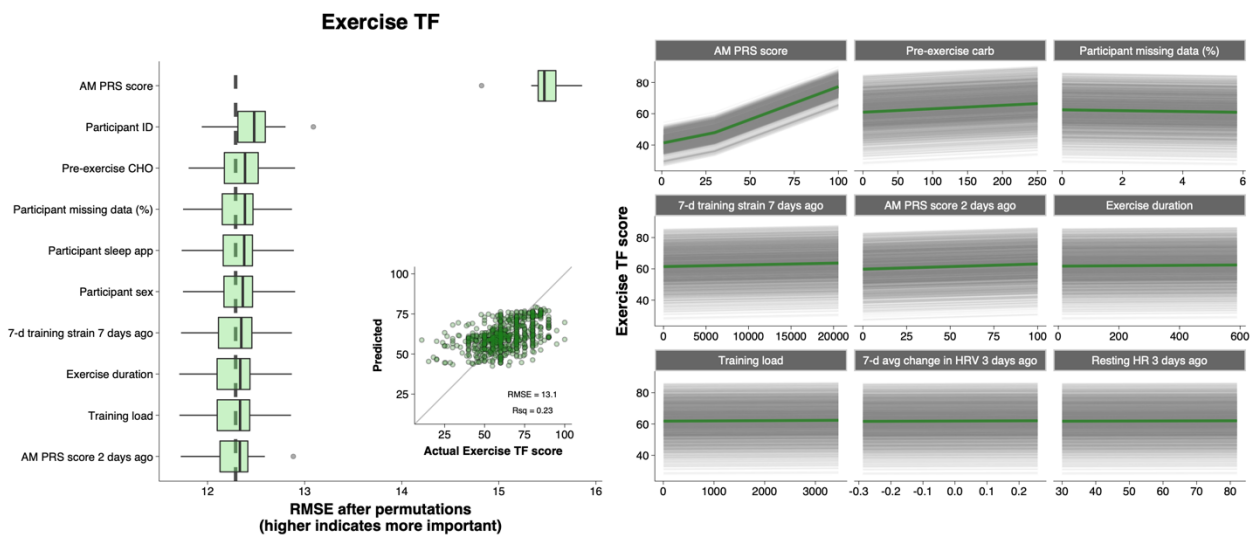 Exercise TF
AM PRS score
Participant ID
Pre-exercise CHO
Participant missing data (%)
Participant sleep app
Participant sex
7-d training strain 7 days ago
Exercise duration
Training load
AM PRS score 2 days ago
12 13 14 15 16
RMSE after permutations
(higher indicates more important)
Predicted
100
75
50
25
RMSE = 13.1
Rsq = 0.23
25 50 75 100
Actual Exercise TF score
Exercise TF score
AM PRS score Pre-exercise carb Participant missing data (%)
80
60
40
0 25 50 75 100 0 50 100 150 200 250 0 2 4 6
7-d training strain 7 days ago AM PRS score 2 days ago Exercise duration
80
60
40
0 5000 10000 15000 20000 0 25 50 75 100 0 200 400 600
Training load 7-d avg change in HRV 3 days ago Resting HR 3 days ago
80
60
40
0 1000 2000 3000 -0.3 -0.2 -0.1 0.0 0.1 0.2 30 40 50 60 70 80